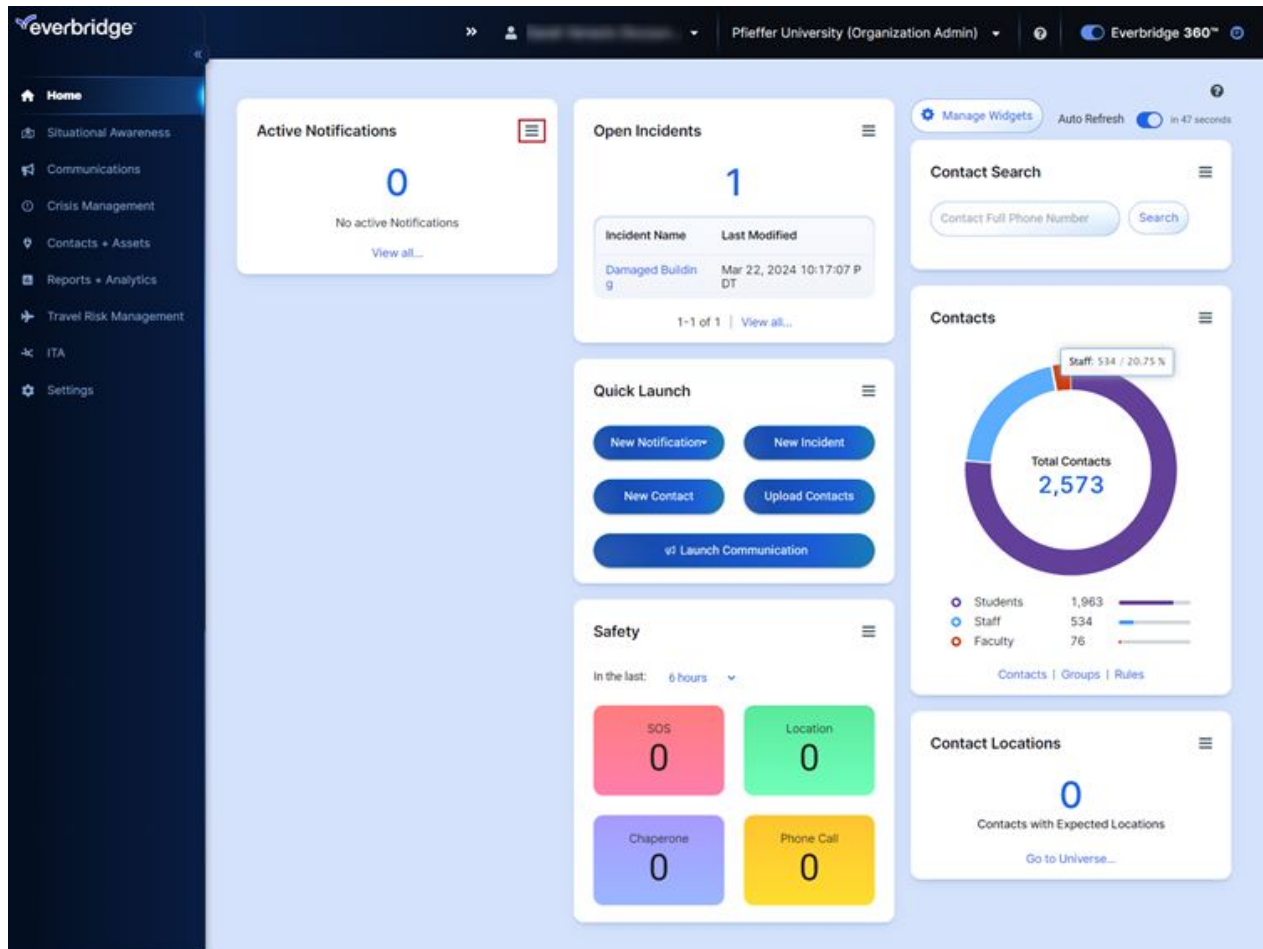 everbridge™
Pfieffer University (Organization Admin)
Everbridge 360™
Home
Situational Awareness
Communications
Crisis Management
Contacts + Assets
Reports + Analytics
Travel Risk Management
ITA
Settings
Active Notifications
0
No active Notifications
View all...
Open Incidents
1
Incident Name Last Modified
Damaged Buildin Mar 22, 2024 10:17:07 P
g DT
1-1 of 1 | View all...
Quick Launch
New Notification
New Incident
New Contact
Upload Contacts
Launch Communication
Safety
In the last: 6 hours
SOS
0
Location
0
Chaperone
0
Phone Call
0
Manage Widgets
Auto Refresh in 47 seconds
Contact Search
Contact Full Phone Number
Search
Contacts
Staff: 534 / 20.75 %
Total Contacts
2,573
Students 1,963
Staff 534
Faculty 76
Contacts | Groups | Rules
Contact Locations
0
Contacts with Expected Locations
Go to Universe...